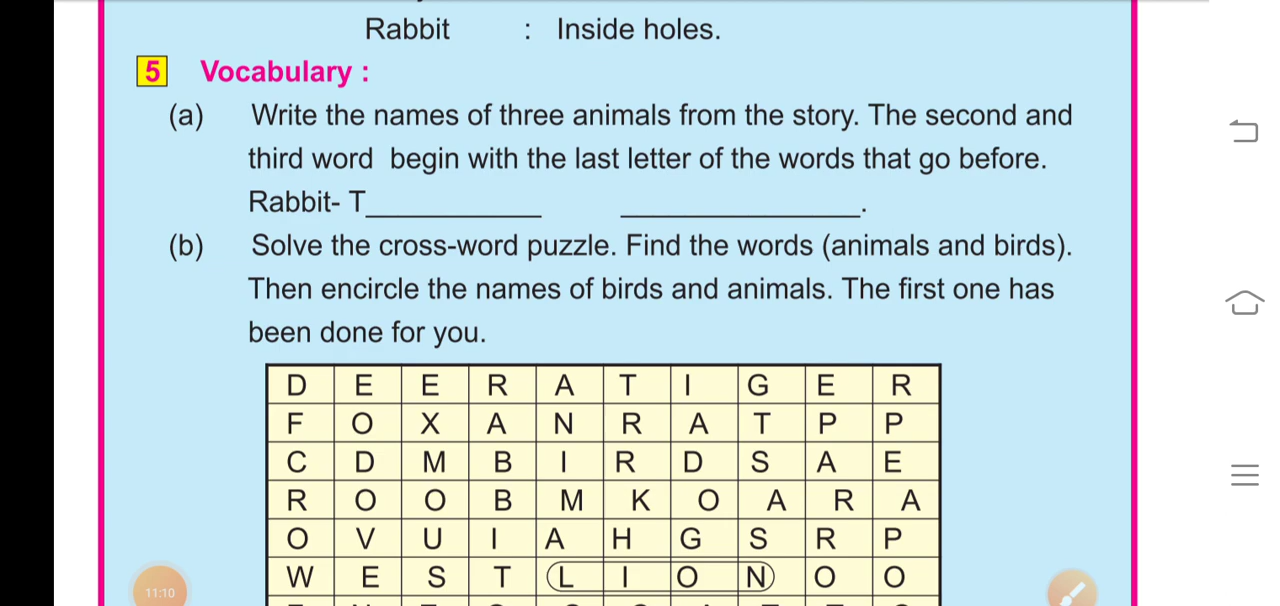 Rabbit : Inside holes.
5 Vocabulary :
(a) Write the names of three animals from the story. The second and
third word begin with the last letter of the words that go before.
Rabbit- T____________ ________________.
(b) Solve the cross-word puzzle. Find the words (animals and birds).
Then encircle the names of birds and animals. The first one has
been done for you.
D E E R A T I G E R
F O X A N R A T P P
C D M B I R D S A E
R O O B M K O A R A
O V U I A H G S R P
W E S T L I O N O O
11:10